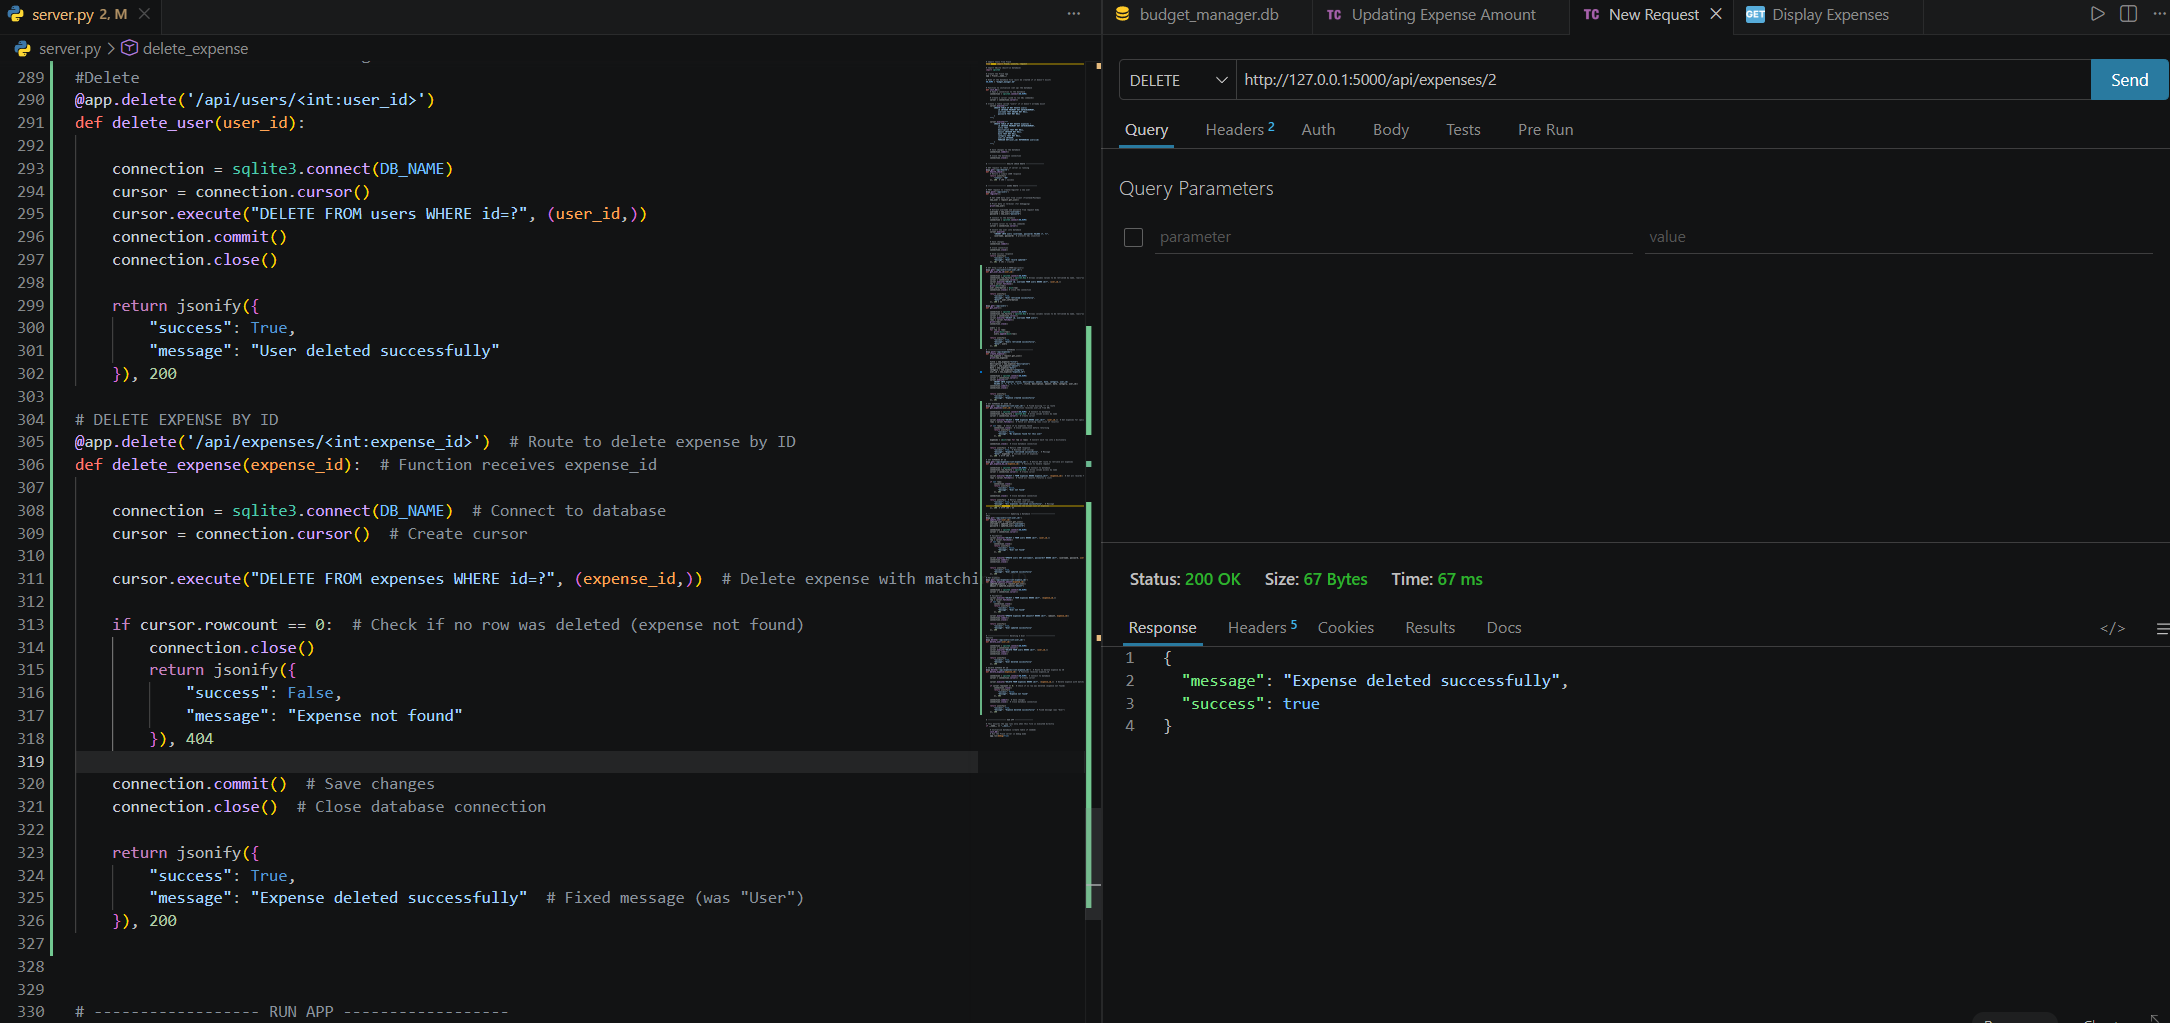 server.py 2, M
server.py > delete_expense
289 #Delete
290 @app.delete('/api/users/<int:user_id>')
291 def delete_user(user_id):
292
293 connection = sqlite3.connect(DB_NAME)
294 cursor = connection.cursor()
295 cursor.execute("DELETE FROM users WHERE id=?", (user_id,))
296 connection.commit()
297 connection.close()
298
299 return jsonify({
300 "success": True,
301 "message": "User deleted successfully"
302 }), 200
303
304 # DELETE EXPENSE BY ID
305 @app.delete('/api/expenses/<int:expense_id>')  # Route to delete expense by ID
306 def delete_expense(expense_id):  # Function receives expense_id
307
308 connection = sqlite3.connect(DB_NAME)  # Connect to database
309 cursor = connection.cursor()  # Create cursor
310
311 cursor.execute("DELETE FROM expenses WHERE id=?", (expense_id,))  # Delete expense with matchi
312
313 if cursor.rowcount == 0:  # Check if no row was deleted (expense not found)
314 connection.close()
315 return jsonify({
316 "success": False,
317 "message": "Expense not found"
318 }), 404
319
320 connection.commit()  # Save changes
321 connection.close()  # Close database connection
322
323 return jsonify({
324 "success": True,
325 "message": "Expense deleted successfully"  # Fixed message (was "User")
326 }), 200
327
328
329
330 # ------------------ RUN APP ------------------
budget_manager.db
TC Updating Expense Amount
TC New Request
GET Display Expenses
DELETE http://127.0.0.1:5000/api/expenses/2 Send
Query Headers 2 Auth Body Tests Pre Run
Query Parameters
parameter value
Status: 200 OK Size: 67 Bytes Time: 67 ms
Response Headers 5 Cookies Results Docs
</>
1 {
2 "message": "Expense deleted successfully",
3 "success": true
4 }